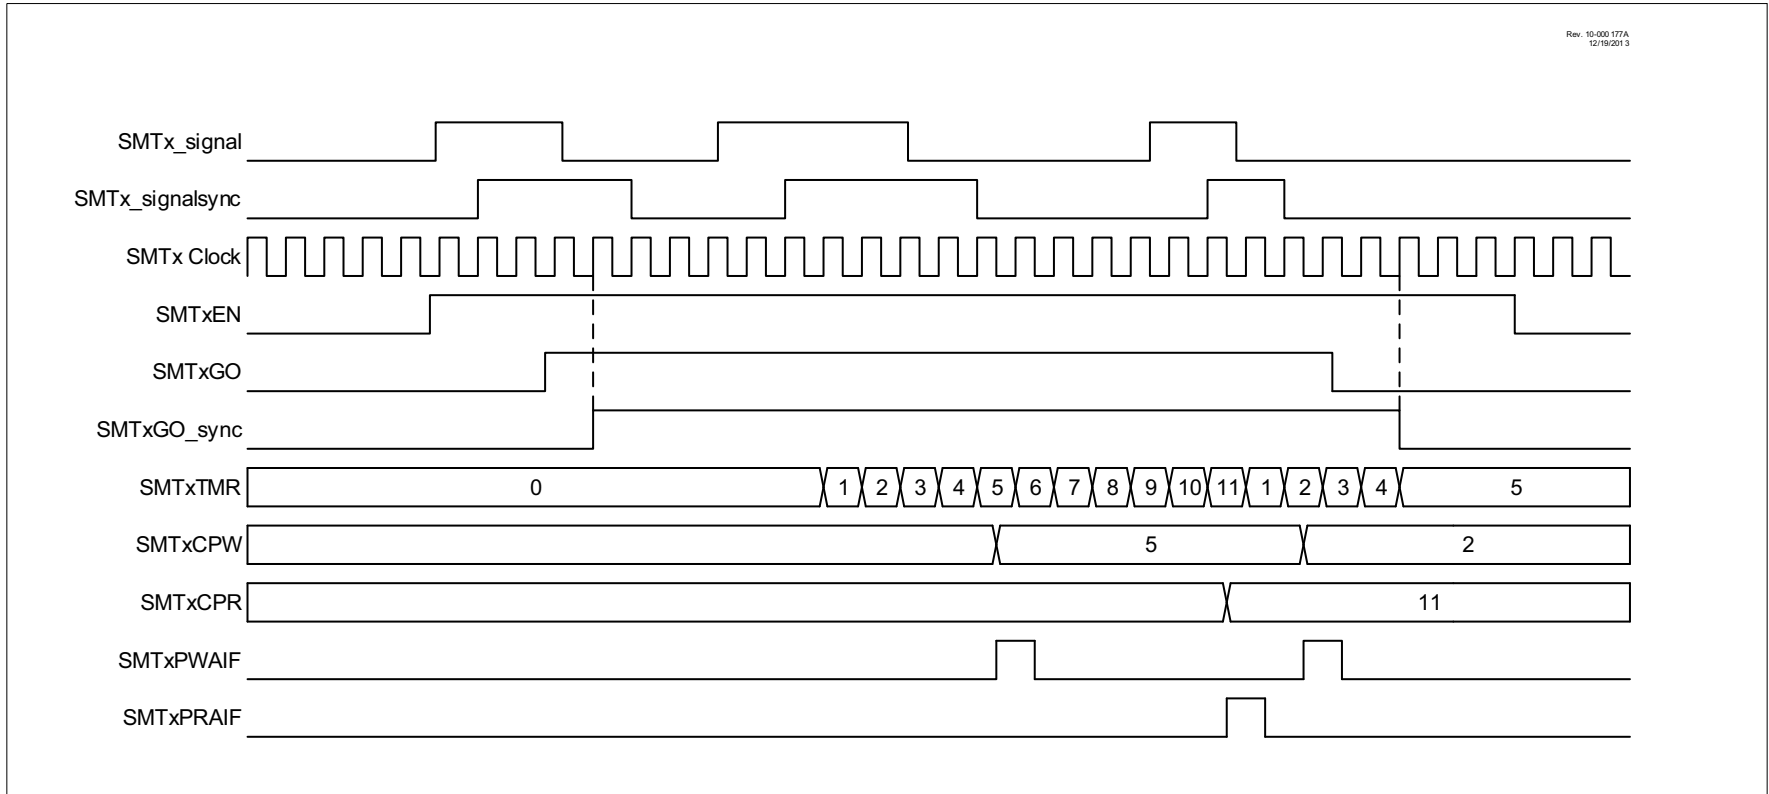 Rev. 10-000 177A
12/19/201 3
SMTx_signal
SMTx_signalsync
SMTx Clock
SMTxEN
SMTxGO
SMTxGO_sync
SMTxTMR 0 1 2 3 4 5 6 7 8 9 10 11 1 2 3 4 5
SMTxCPW 5 2
SMTxCPR 11
SMTxPWAIF
SMTxPRAIF